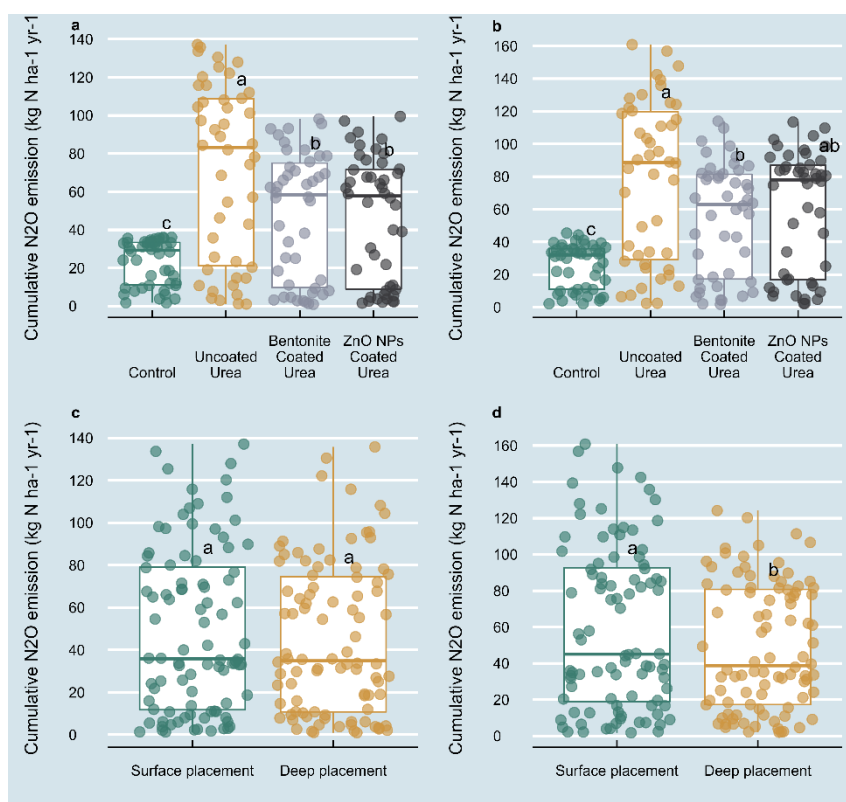 a
Cumulative N2O emission (kg N ha-1 yr-1
140
120
100
80
60
40
20
0
a
b
b
c
Control
Uncoated
Urea
Bentonite
Coated
Urea
ZnO NPs
Coated
Urea
b
Cumulative N2O emission (kg N ha-1 yr-1
160
140
120
100
80
60
40
20
0
a
b
ab
c
Control
Uncoated
Urea
Bentonite
Coated
Urea
ZnO NPs
Coated
Urea
c
Cumulative N2O emission (kg N ha-1 yr-1)
140
120
100
80
60
40
20
0
a
a
Surface placement
Deep placement
d
Cumulative N2O emission (kg N ha-1 yr-1)
160
140
120
100
80
60
40
20
0
a
b
Surface placement
Deep placement